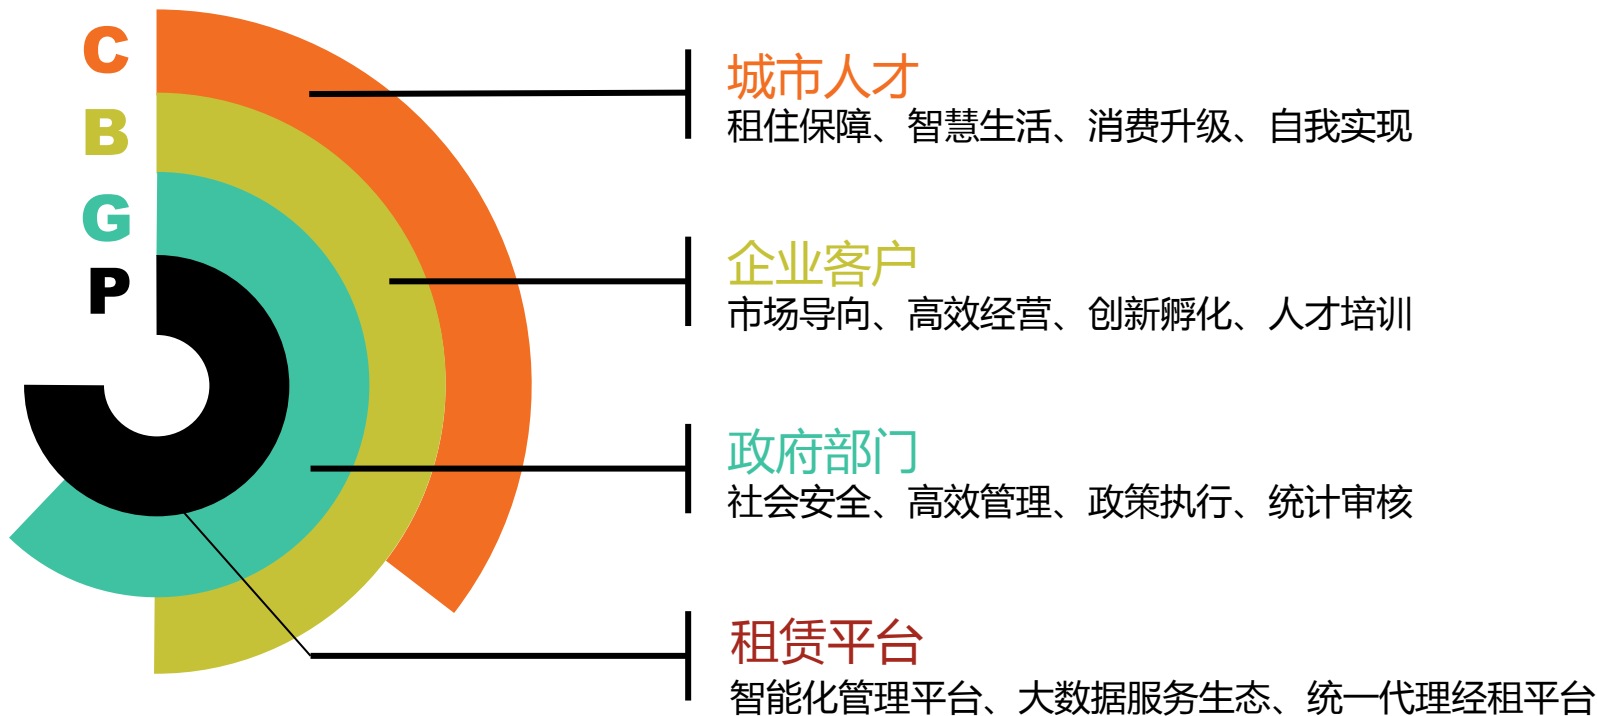 C
B
G
P
城市人才
租住保障、智慧生活、消费升级、自我实现
企业客户
市场导向、高效经营、创新孵化、人才培训
政府部门
社会安全、高效管理、政策执行、统计审核
租赁平台
智能化管理平台、大数据服务生态、统一代理经租平台